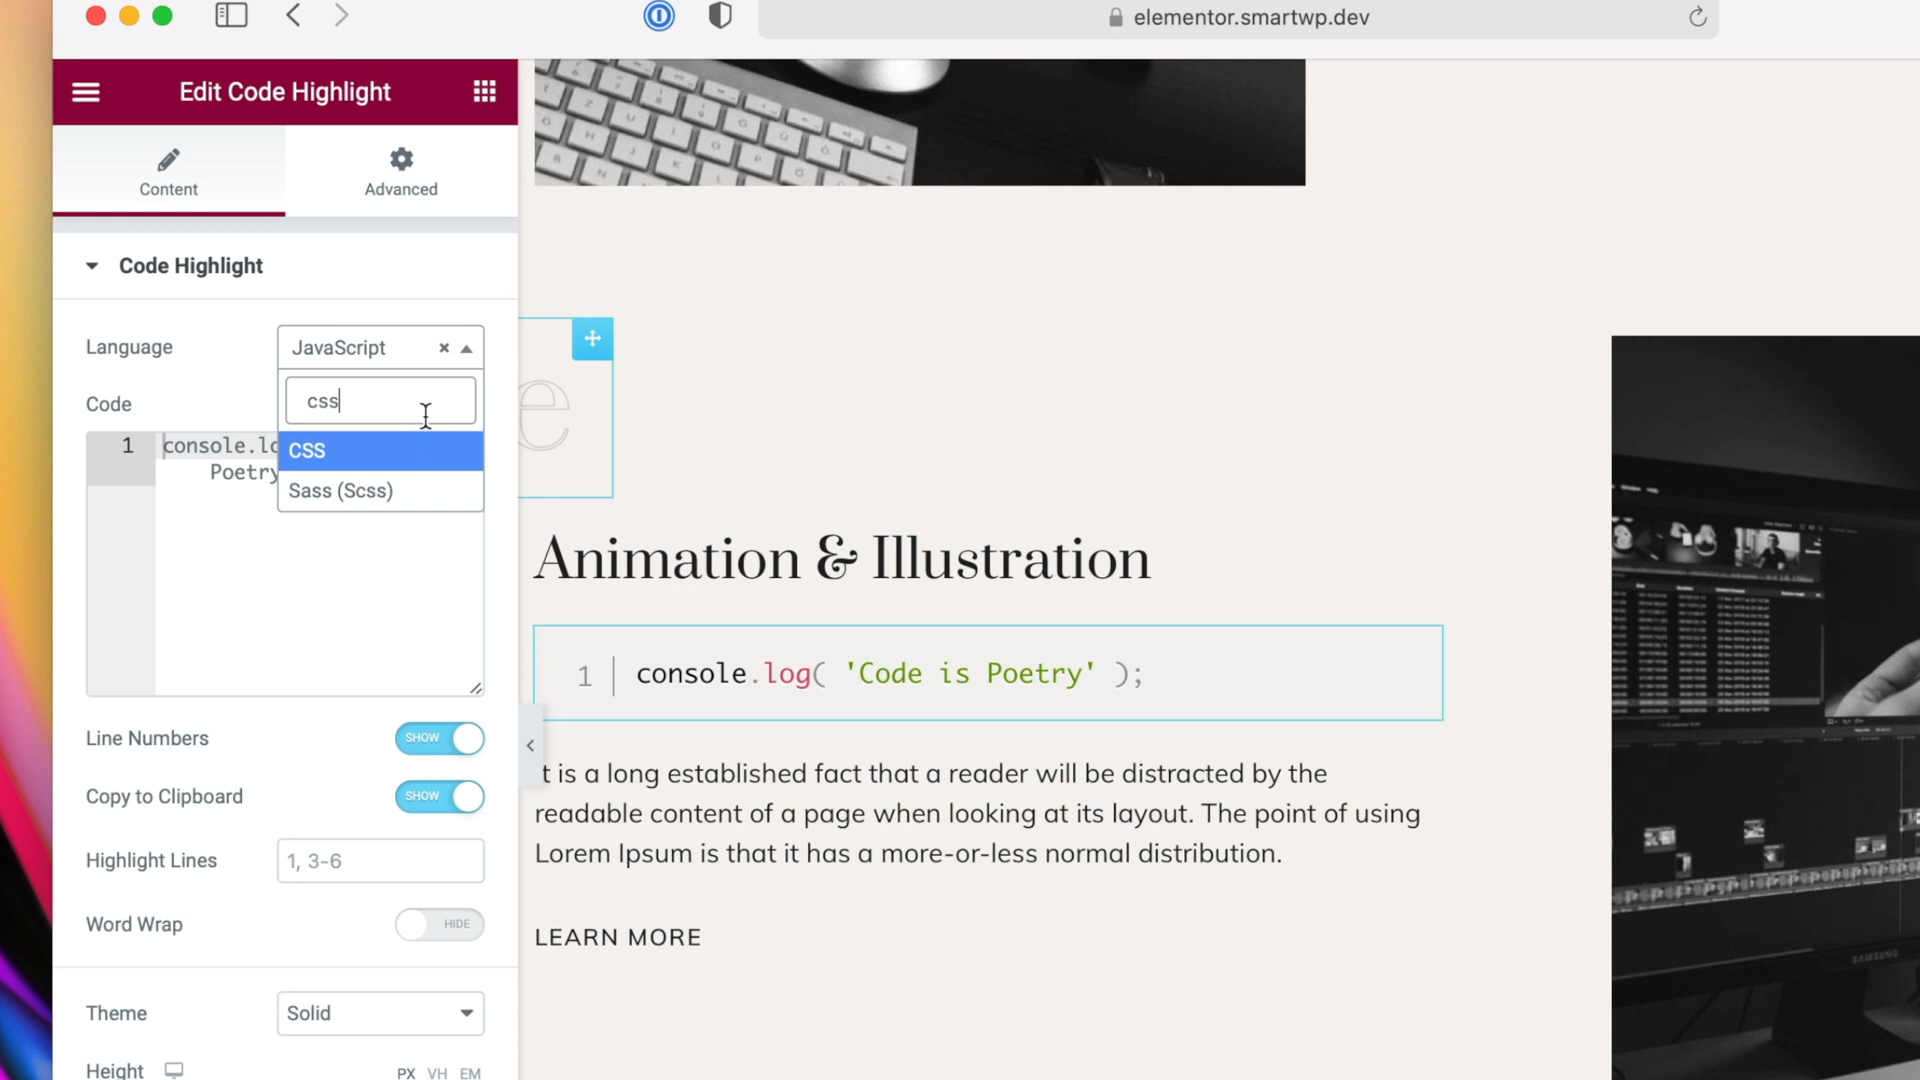 elementor.smartwp.dev
Edit Code Highlight
Content
Advanced
Code Highlight
Language
JavaScript
css
Code
CSS
Sass (Scss)
1
console.lo
Poetry
Line Numbers
SHOW
Copy to Clipboard
SHOW
Highlight Lines
1, 3-6
Word Wrap
HIDE
Theme
Solid
Height
PX VH EM
e
Animation & Illustration
1 console.log( 'Code is Poetry' );
t is a long established fact that a reader will be distracted by the
readable content of a page when looking at its layout. The point of using
Lorem Ipsum is that it has a more-or-less normal distribution.
LEARN MORE
SAMSUNG